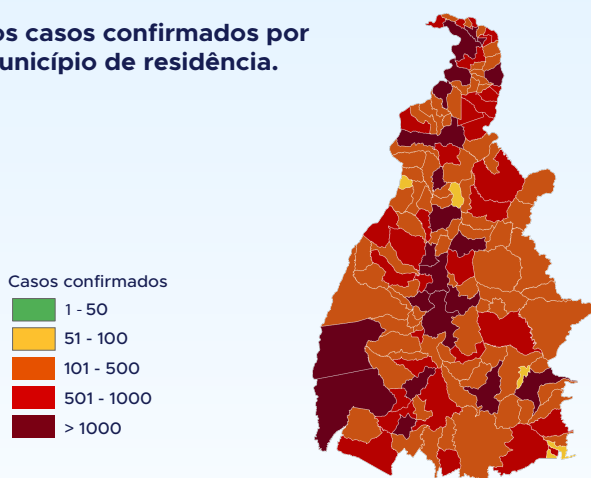 os casos confirmados por
unicípio de residência.
Casos confirmados
1 - 50
51 - 100
101 - 500
501 - 1000
> 1000